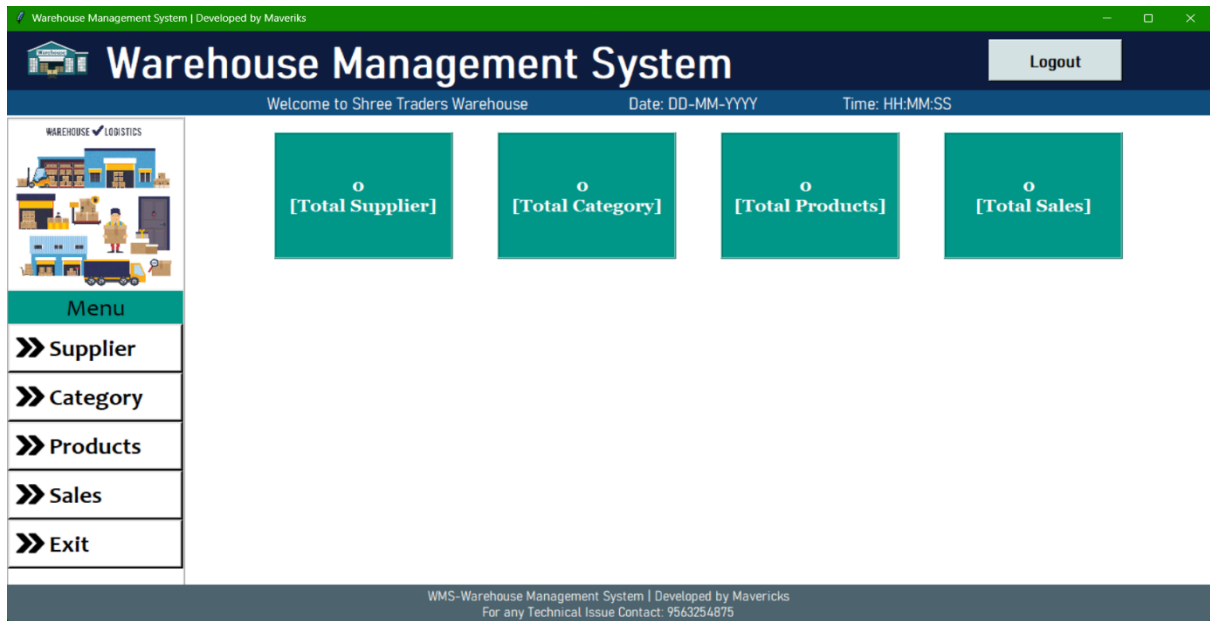 Warehouse Management System | Developed by Maveriks
Warehouse
Warehouse Management System
Logout
Welcome to Shree Traders Warehouse Date: DD-MM-YYYY Time: HH:MM:SS
WAREHOUSE LOGISTICS
0
[Total Supplier]
0
[Total Category]
0
[Total Products]
0
[Total Sales]
Menu
Supplier
Category
Products
Sales
Exit
WMS-Warehouse Management System | Developed by Mavericks
For any Technical Issue Contact: 9563254875